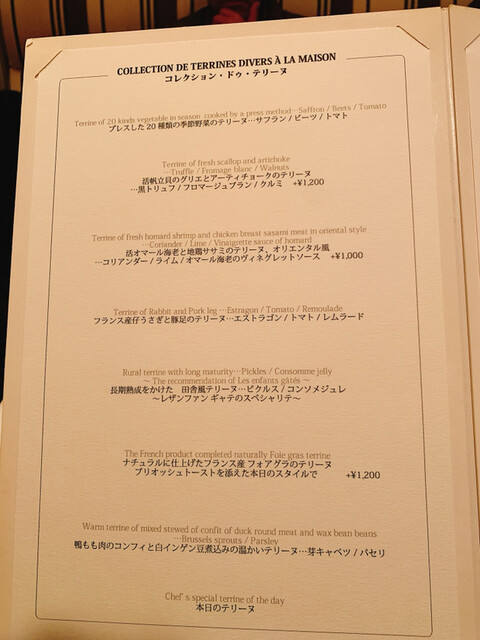 COLLECTION DE TERRINES DIVERS À LA MAISON
コレクション・ドゥ・テリーヌ
Terrine of 20 kinds vegetable in season cooked by a press method…Saffron / Beets / Tomato
プレスした 20 種類の季節野菜のテリーヌ…サフラン / ビーツ / トマト
Terrine of fresh scallop and artichoke
…Truffle / Fromage blanc / Walnuts
活帆立貝のグリエとアーティチョークのテリーヌ
…黒トリュフ / フロマージュブラン / クルミ +¥1,200
Terrine of fresh homard shrimp and chicken breast sasami meat in oriental style
…Coriander / Lime / Vinaigrette sauce of homard
活オマール海老と地鶏ササミのテリーヌ、オリエンタル風
…コリアンダー / ライム / オマール海老のヴィネグレットソース +¥1,000
Terrine of Rabbit and Pork leg …Estragon / Tomato / Remoulade
フランス産仔うさぎと豚足のテリーヌ…エストラゴン / トマト / レムラード
Rural terrine with long maturity…Pickles / Consomme jelly
～ The recommendation of Les enfants gâtés ～
長期熟成をかけた 田舎風テリーヌ…ピクルス / コンソメジュレ
～レザンファン ギャテのスペシャリテ～
The French product completed naturally Foie gras terrine
ナチュラルに仕上げたフランス産 フォアグラのテリーヌ
ブリオッシュトーストを添えた本日のスタイルで +¥1,200
Warm terrine of mixed stewed of confit of duck round meat and wax bean beans
…Brussels sprouts / Parsley
鴨もも肉のコンフィと白インゲン豆煮込みの温かいテリーヌ…芽キャベツ / パセリ
Chef's special terrine of the day
本日のテリーヌ